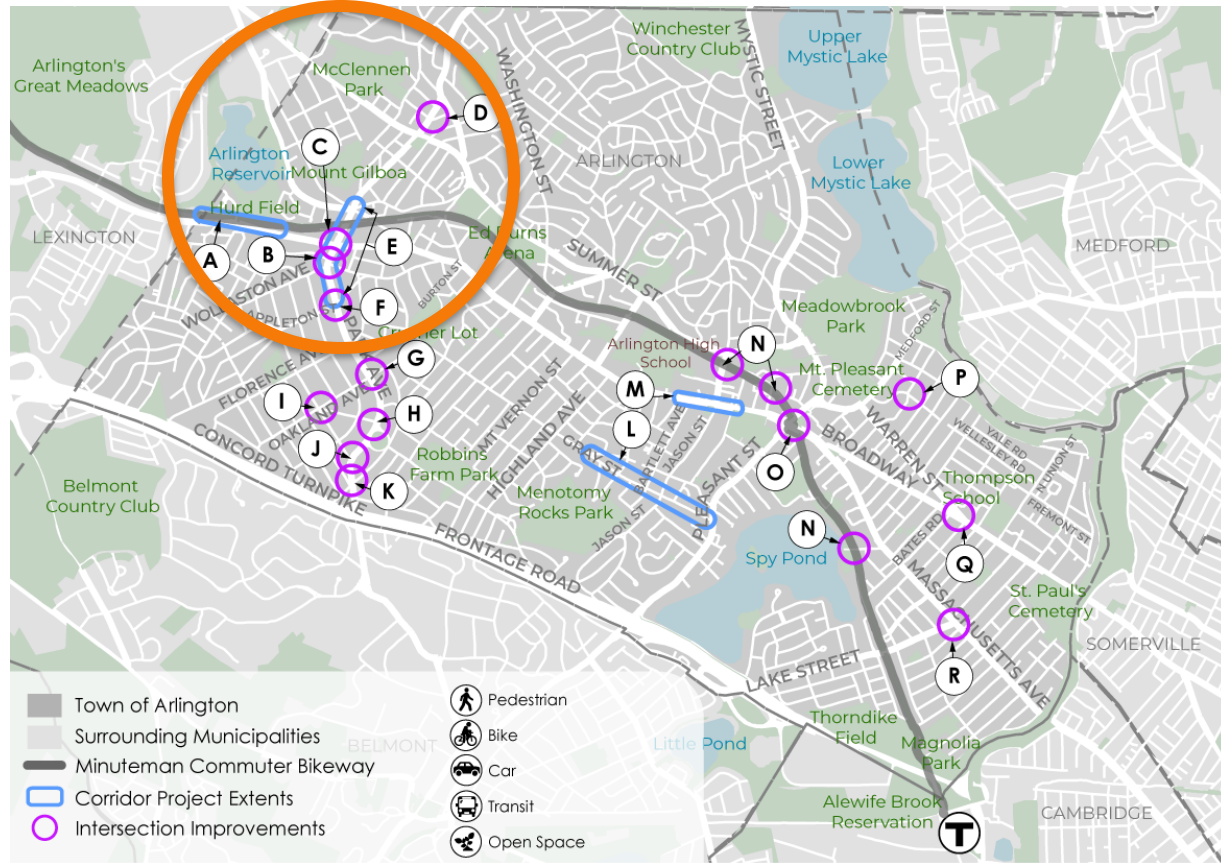 Winchester
Country Club
Upper
Mystic Lake
MYSTIC STREET
Arlington's
Great Meadows
McClennen
Park
WASHINGTON ST
D
C
ARLINGTON
Arlington
Reservoir
Mount Gilboa
Lower
Mystic Lake
Hurd Field
LEXINGTON
A
B
E
Ed Burns
Arena
MEDFORD
SUMMER ST
WOLLASTON AVE
BURTON ST
APPLETON ST
F
PARK AVE
Meadowbrook
Park
MEDFORD ST
Crusher Lot
Arlington High
School
N
G
FLORENCE AVE
Mt. Pleasant
Cemetery
P
M
I
H
OAKLAND AVE
MT VERNON ST
HIGHLAND AVE
L
BARTLETT AVE
JASON ST
GRAY ST
J
K
CONCORD TURNPIKE
Robbins
Farm Park
PLEASANT ST
O
BROADWAY
WARREN ST
YALE RD
WELLESLEY RD
N UNION ST
Thompson
School
FREMONT ST
Belmont
Country Club
Menotomy
Rocks Park
JASON ST
FRONTAGE ROAD
N
Spy Pond
BATES RD
Q
MASSACHUSETTS AVE
St. Paul's
Cemetery
SOMERVILLE
R
LAKE STREET
Thorndike
Field
Magnolia
Park
Little Pond
BELMONT
Alewife Brook
Reservation
T
CAMBRIDGE
Town of Arlington
Surrounding Municipalities
Minuteman Commuter Bikeway
Corridor Project Extents
Intersection Improvements
Pedestrian
Bike
Car
Transit
Open Space